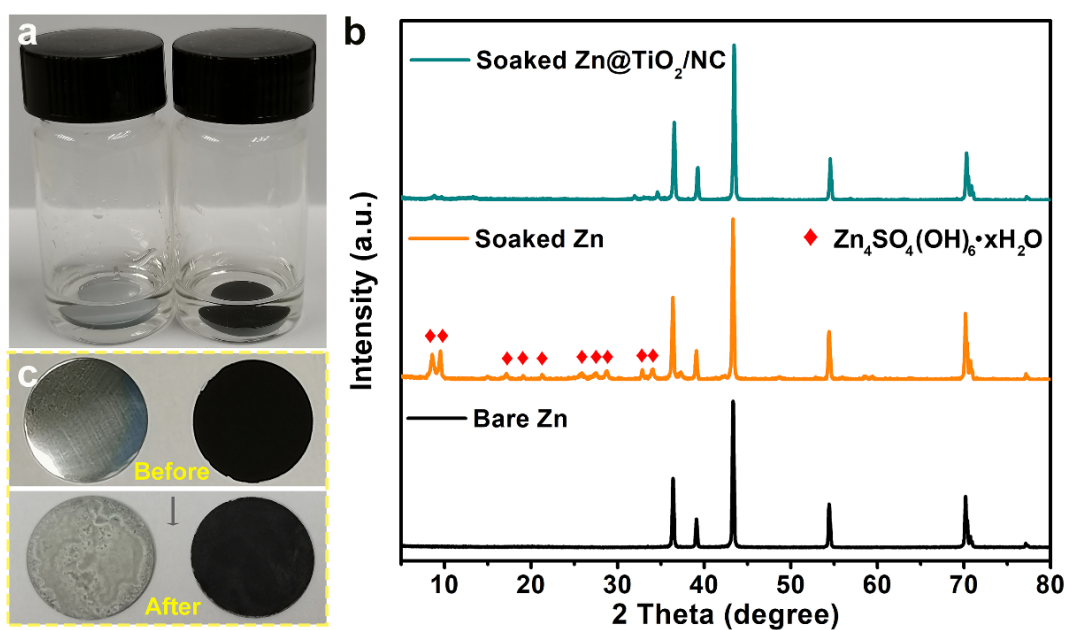 a
b
Soaked Zn@TiO₂/NC
Soaked Zn
♦ Zn₄SO₄(OH)₆•xH₂O
Bare Zn
Intensity (a.u.)
10 20 30 40 50 60 70 80
2 Theta (degree)
c
Before
After